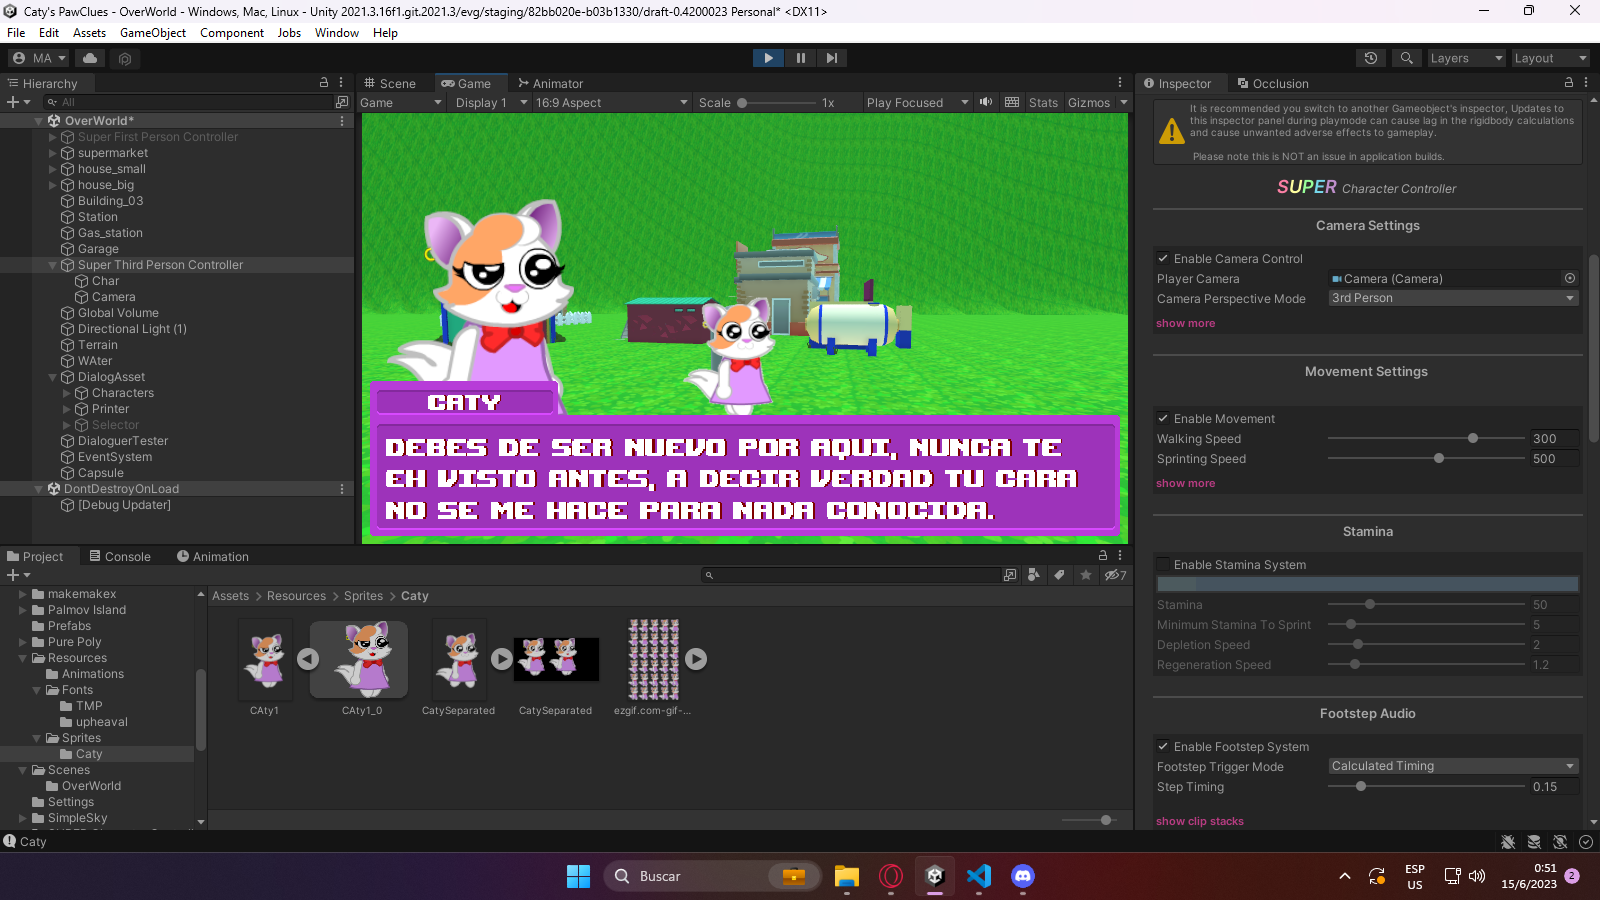 Caty's PawClues - OverWorld - Windows, Mac, Linux - Unity 2021.3.16f1.git.2021.3/evg/staging/82bb020e-b03b1330/draft-0.4200023 Personal* <DX11>
File Edit Assets GameObject Component Jobs Window Help
MA Layers Layout
Hierarchy
All
OverWorld*
Super First Person Controller
supermarket
house_small
house_big
Building_03
Station
Gas_station
Garage
Super Third Person Controller
Char
Camera
Global Volume
Directional Light (1)
Terrain
WAter
DialogAsset
Characters
Printer
Selector
DialoguerTester
EventSystem
Capsule
DontDestroyOnLoad
[Debug Updater]
Scene Game Animator
Game Display 1 16:9 Aspect Scale 1x Play Focused Stats Gizmos
CATY
DEBES DE SER NUEVO POR AQUI, NUNCA TE
EH VISTO ANTES, A DECIR VERDAD TU CARA
NO SE ME HACE PARA NADA CONOCIDA.
Inspector Occlusion
It is recommended you switch to another Gameobject's inspector, Updates to
this inspector panel during playmode can cause lag in the rigidbody calculations
and cause unwanted adverse effects to gameplay.
Please note this is NOT an issue in application builds.
SUPER Character Controller
Camera Settings
Enable Camera Control
Player Camera Camera (Camera)
Camera Perspective Mode 3rd Person
show more
Movement Settings
Enable Movement
Walking Speed 300
Sprinting Speed 500
show more
Stamina
Enable Stamina System
Stamina 50
Minimum Stamina To Sprint 5
Depletion Speed 2
Regeneration Speed 1.2
Footstep Audio
Enable Footstep System
Footstep Trigger Mode Calculated Timing
Step Timing 0.15
show clip stacks
Project Console Animation
7
makemakex
Palmov Island
Prefabs
Pure Poly
Resources
Animations
Fonts
TMP
upheaval
Sprites
Caty
Scenes
OverWorld
Settings
SimpleSky
Assets > Resources > Sprites > Caty
CAty1 CAty1_0 CatySeparated CatySeparated ezgif.com-gif-...
Caty
Buscar
ESP
US
0:51
15/6/2023
2